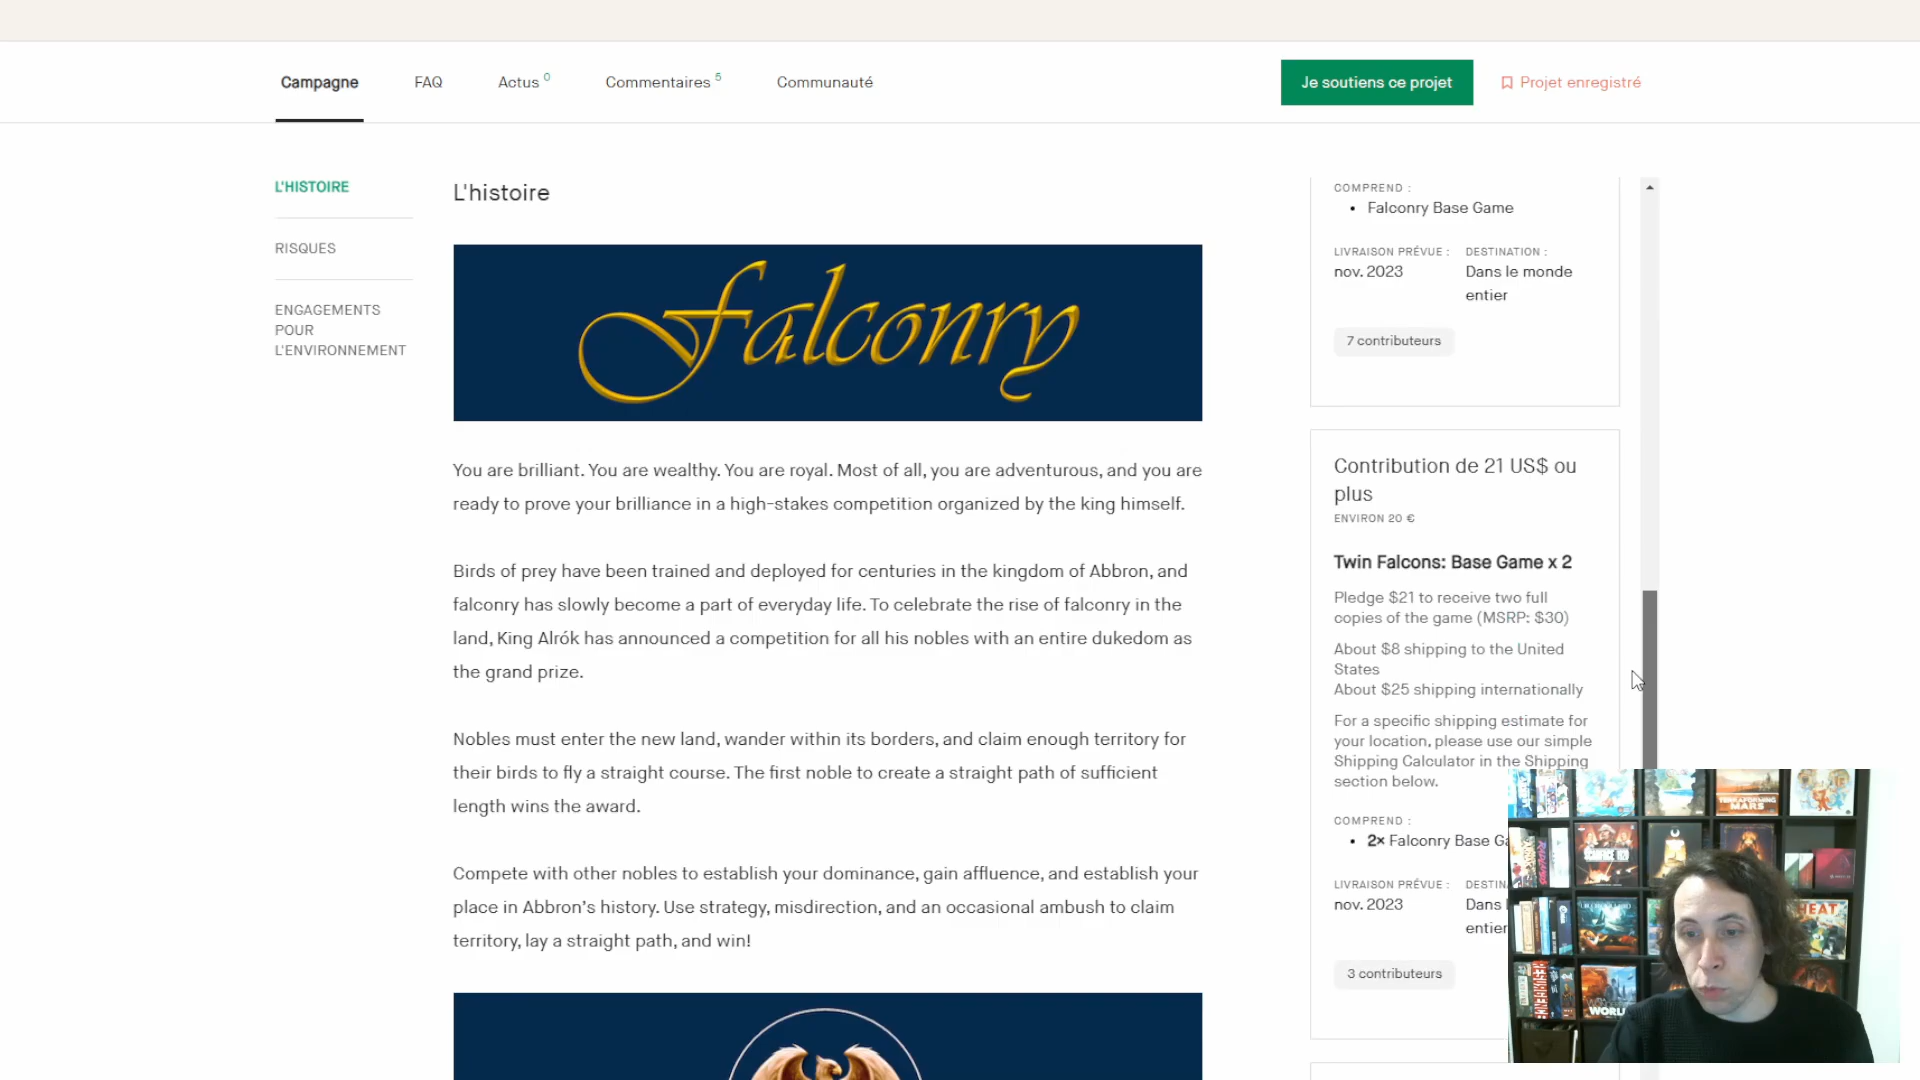 Campagne
FAQ
Actus 0
Commentaires 5
Communauté
Je soutiens ce projet
Projet enregistré
L'HISTOIRE
RISQUES
ENGAGEMENTS
POUR
L'ENVIRONNEMENT
L'histoire
Falconry
You are brilliant. You are wealthy. You are royal. Most of all, you are adventurous, and you are
ready to prove your brilliance in a high-stakes competition organized by the king himself.
Birds of prey have been trained and deployed for centuries in the kingdom of Abbron, and
falconry has slowly become a part of everyday life. To celebrate the rise of falconry in the
land, King Alrók has announced a competition for all his nobles with an entire dukedom as
the grand prize.
Nobles must enter the new land, wander within its borders, and claim enough territory for
their birds to fly a straight course. The first noble to create a straight path of sufficient
length wins the award.
Compete with other nobles to establish your dominance, gain affluence, and establish your
place in Abbron's history. Use strategy, misdirection, and an occasional ambush to claim
territory, lay a straight path, and win!
COMPREND :
• Falconry Base Game
LIVRAISON PRÉVUE :
nov. 2023
DESTINATION :
Dans le monde
entier
7 contributeurs
Contribution de 21 US$ ou
plus
ENVIRON 20 €
Twin Falcons: Base Game x 2
Pledge $21 to receive two full
copies of the game (MSRP: $30)
About $8 shipping to the United
States
About $25 shipping internationally
For a specific shipping estimate for
your location, please use our simple
Shipping Calculator in the Shipping
section below.
COMPREND :
• 2× Falconry Base Ga
LIVRAISON PRÉVUE :
nov. 2023
DESTIN
Dans l
entier
3 contributeurs
TERRAFORMING
MARS
HEAT
WORL